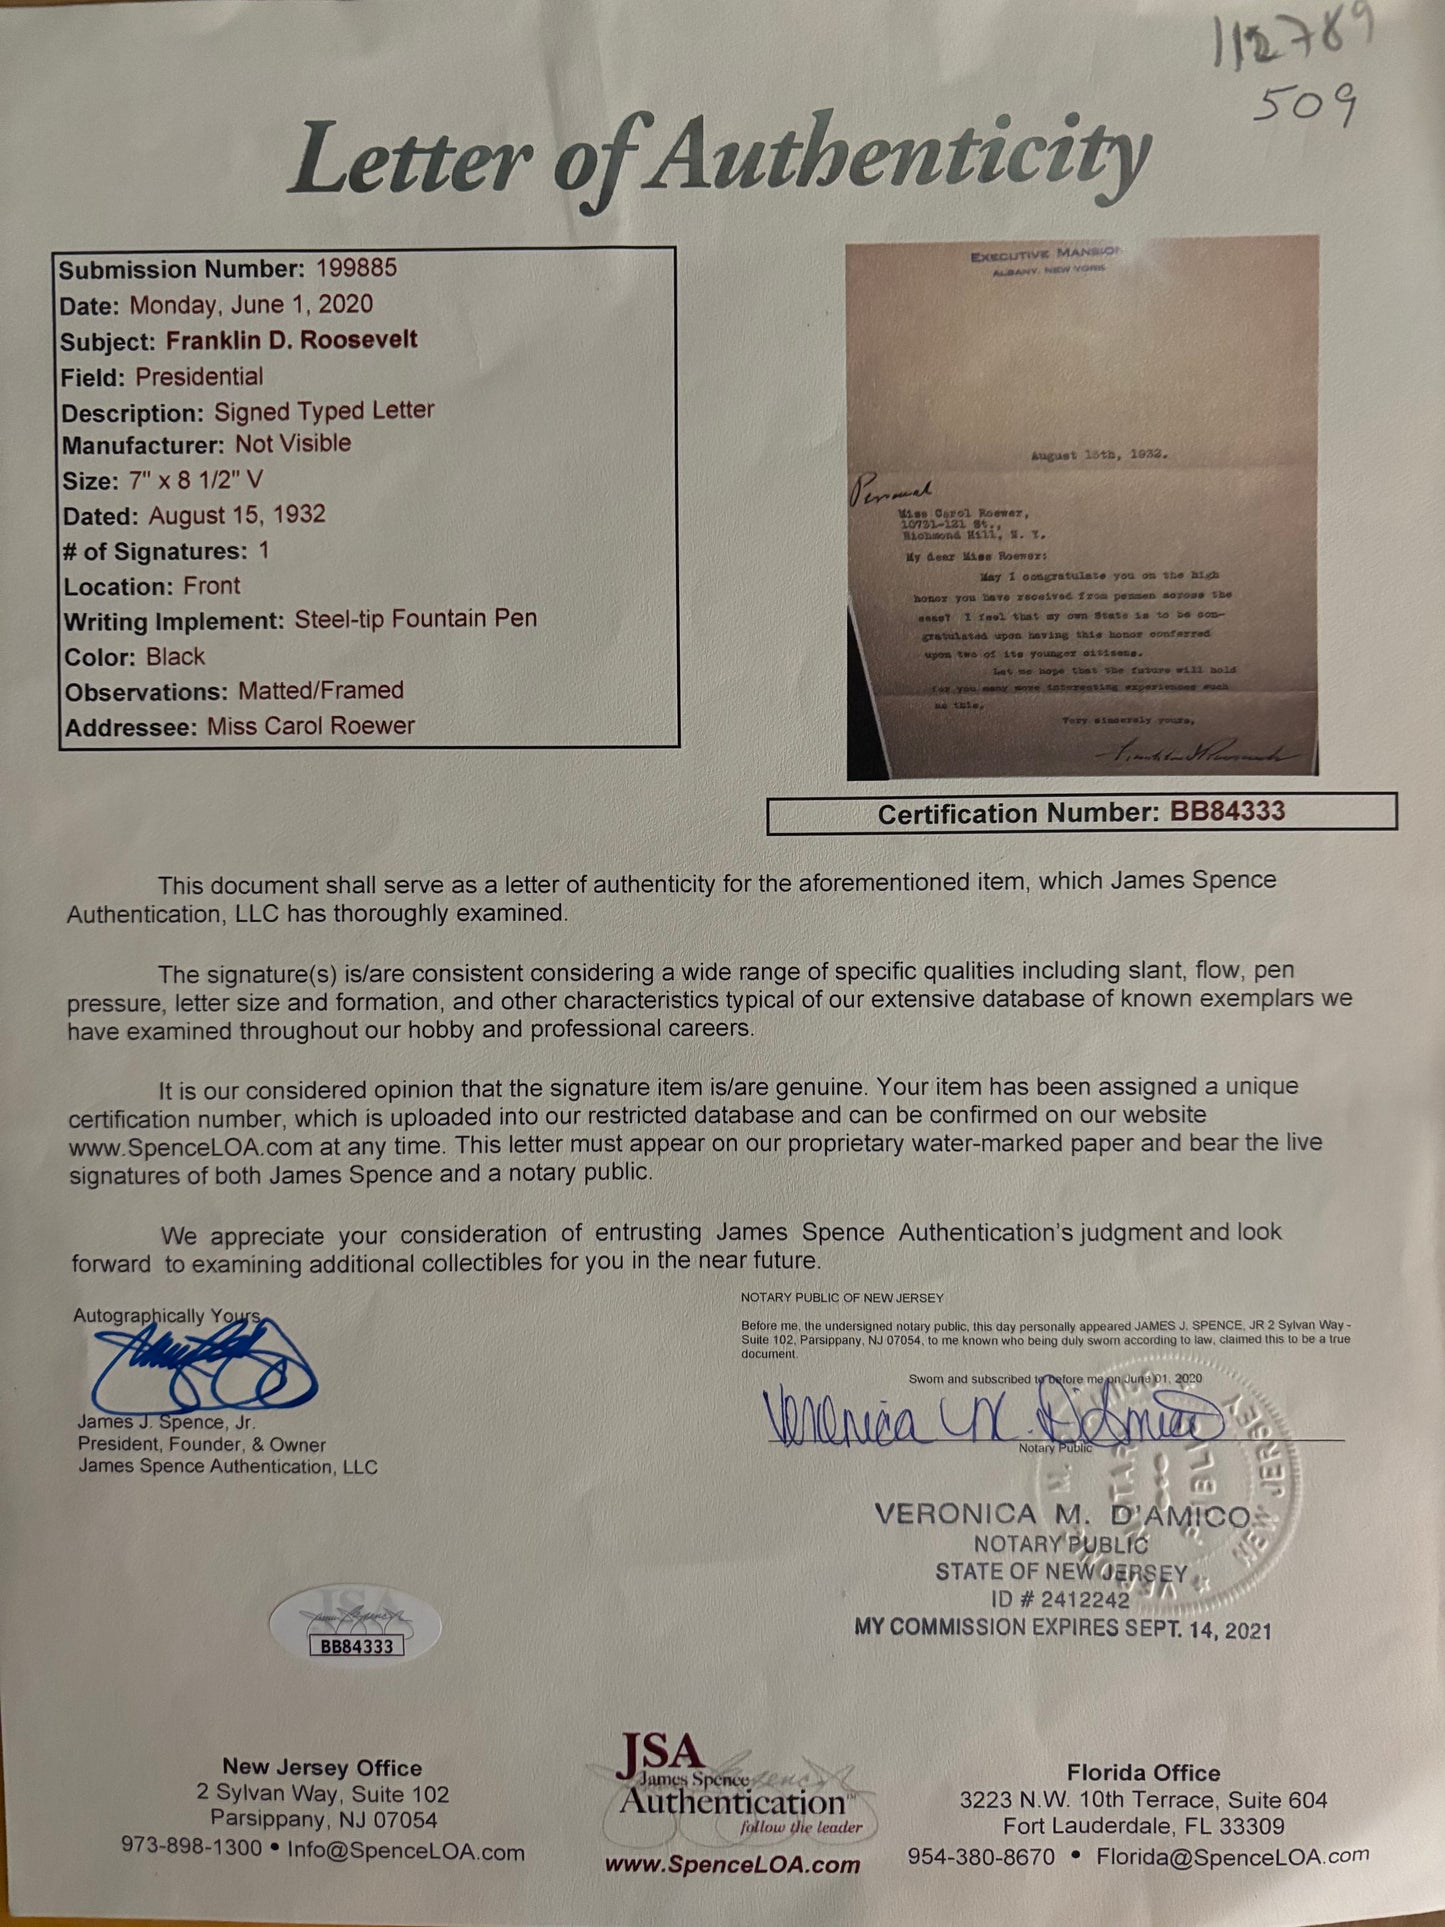 112789
509
Letter of Authenticity
Submission Number: 199885
Date: Monday, June 1, 2020
Subject: Franklin D. Roosevelt
Field: Presidential
Description: Signed Typed Letter
Manufacturer: Not Visible
Size: 7" x 8 1/2" V
Dated: August 15, 1932
# of Signatures: 1
Location: Front
Writing Implement: Steel-tip Fountain Pen
Color: Black
Observations: Matted/Framed
Addressee: Miss Carol Roewer
EXECUTIVE MANSION
ALBANY, NEW YORK
August 15th, 1932.
Personal
Miss Carol Roewer,
10731-121 St.,
Richmond Hill, N. Y.
My dear Miss Roewer:
May I congratulate you on the high
honor you have received from penmen across the
seas? I feel that my own State is to be con-
gratulated upon having this honor conferred
upon two of its younger citizens.
Let me hope that the future will hold
for you many more interesting experiences such
as this.
Very sincerely yours,
Franklin D Roosevelt
Certification Number: BB84333
This document shall serve as a letter of authenticity for the aforementioned item, which James Spence
Authentication, LLC has thoroughly examined.
The signature(s) is/are consistent considering a wide range of specific qualities including slant, flow, pen
pressure, letter size and formation, and other characteristics typical of our extensive database of known exemplars we
have examined throughout our hobby and professional careers.
It is our considered opinion that the signature item is/are genuine. Your item has been assigned a unique
certification number, which is uploaded into our restricted database and can be confirmed on our website
www.SpenceLOA.com at any time. This letter must appear on our proprietary water-marked paper and bear the live
signatures of both James Spence and a notary public.
We appreciate your consideration of entrusting James Spence Authentication's judgment and look
forward to examining additional collectibles for you in the near future.
Autographically Yours,
James J. Spence, Jr.
President, Founder, & Owner
James Spence Authentication, LLC
NOTARY PUBLIC OF NEW JERSEY
Before me, the undersigned notary public, this day personally appeared JAMES J. SPENCE, JR 2 Sylvan Way -
Suite 102, Parsippany, NJ 07054, to me known who being duly sworn according to law, claimed this to be a true
document.
Sworn and subscribed to before me on June 01, 2020
Veronica M. D'Amico
Notary Public
VERONICA M. D'AMICO
NOTARY PUBLIC
STATE OF NEW JERSEY
ID # 2412242
MY COMMISSION EXPIRES SEPT. 14, 2021
NOTARY PUBLIC
NEW JERSEY
JSA
BB84333
New Jersey Office
2 Sylvan Way, Suite 102
Parsippany, NJ 07054
973-898-1300 • Info@SpenceLOA.com
JSA
James Spence
Authentication™
follow the leader
www.SpenceLOA.com
Florida Office
3223 N.W. 10th Terrace, Suite 604
Fort Lauderdale, FL 33309
954-380-8670 • Florida@SpenceLOA.com